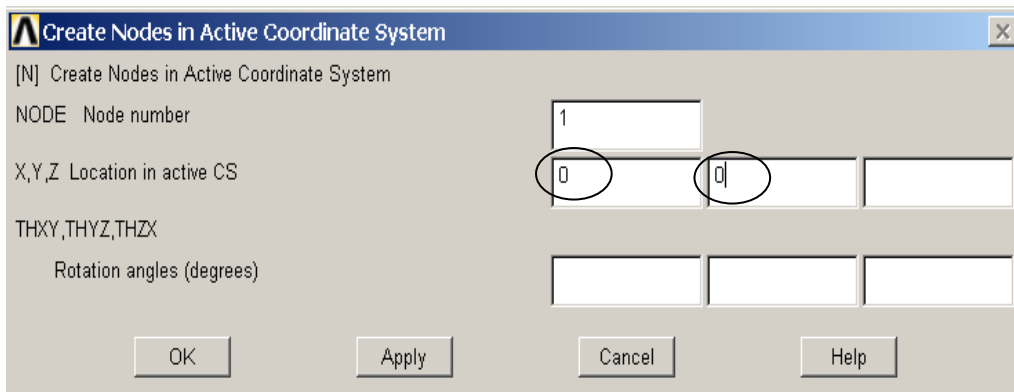 Create Nodes in Active Coordinate System
[N] Create Nodes in Active Coordinate System
NODE Node number 1
X,Y,Z Location in active CS 0 0
THXY,THYZ,THZX
Rotation angles (degrees)
OK Apply Cancel Help